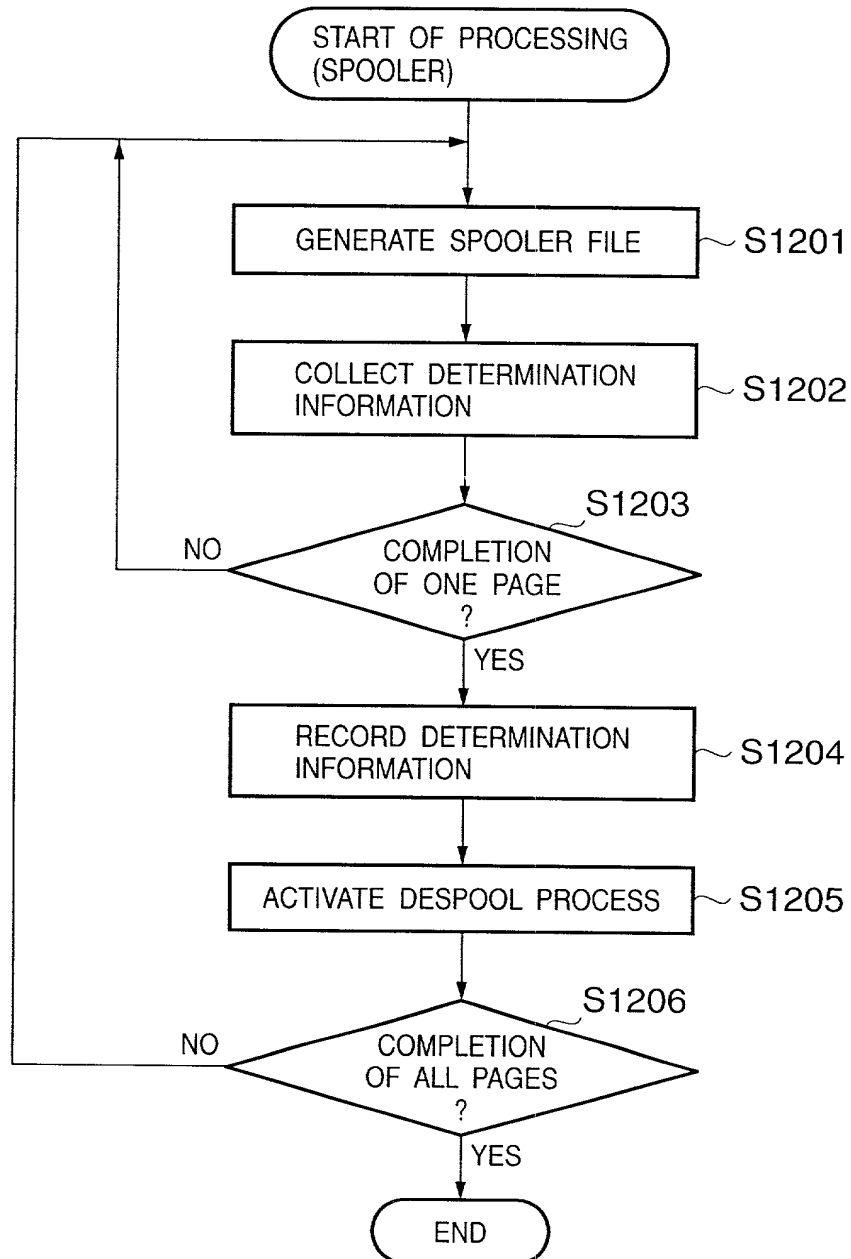 START OF PROCESSING
(SPOOLER)
GENERATE SPOOLER FILE
S1201
COLLECT DETERMINATION
INFORMATION
S1202
S1203
NO
COMPLETION
OF ONE PAGE
?
YES
RECORD DETERMINATION
INFORMATION
S1204
ACTIVATE DESPOOL PROCESS
S1205
S1206
NO
COMPLETION
OF ALL PAGES
?
YES
END